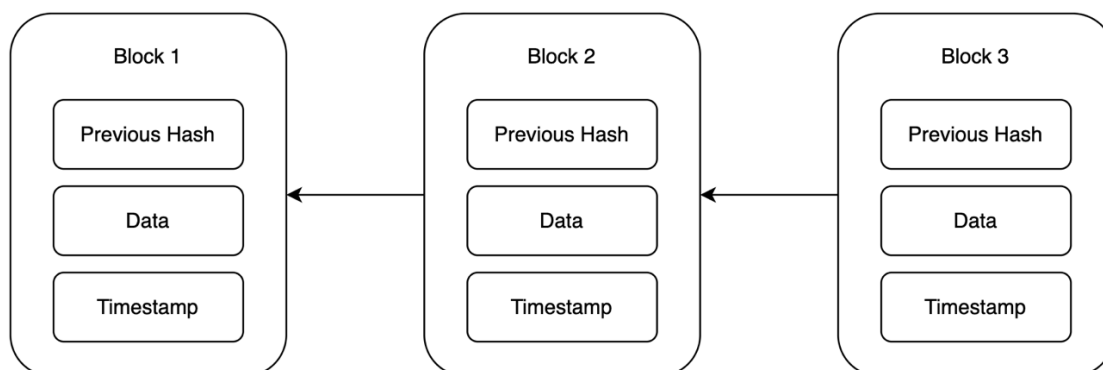 Block 1
Previous Hash
Data
Timestamp
Block 2
Previous Hash
Data
Timestamp
Block 3
Previous Hash
Data
Timestamp